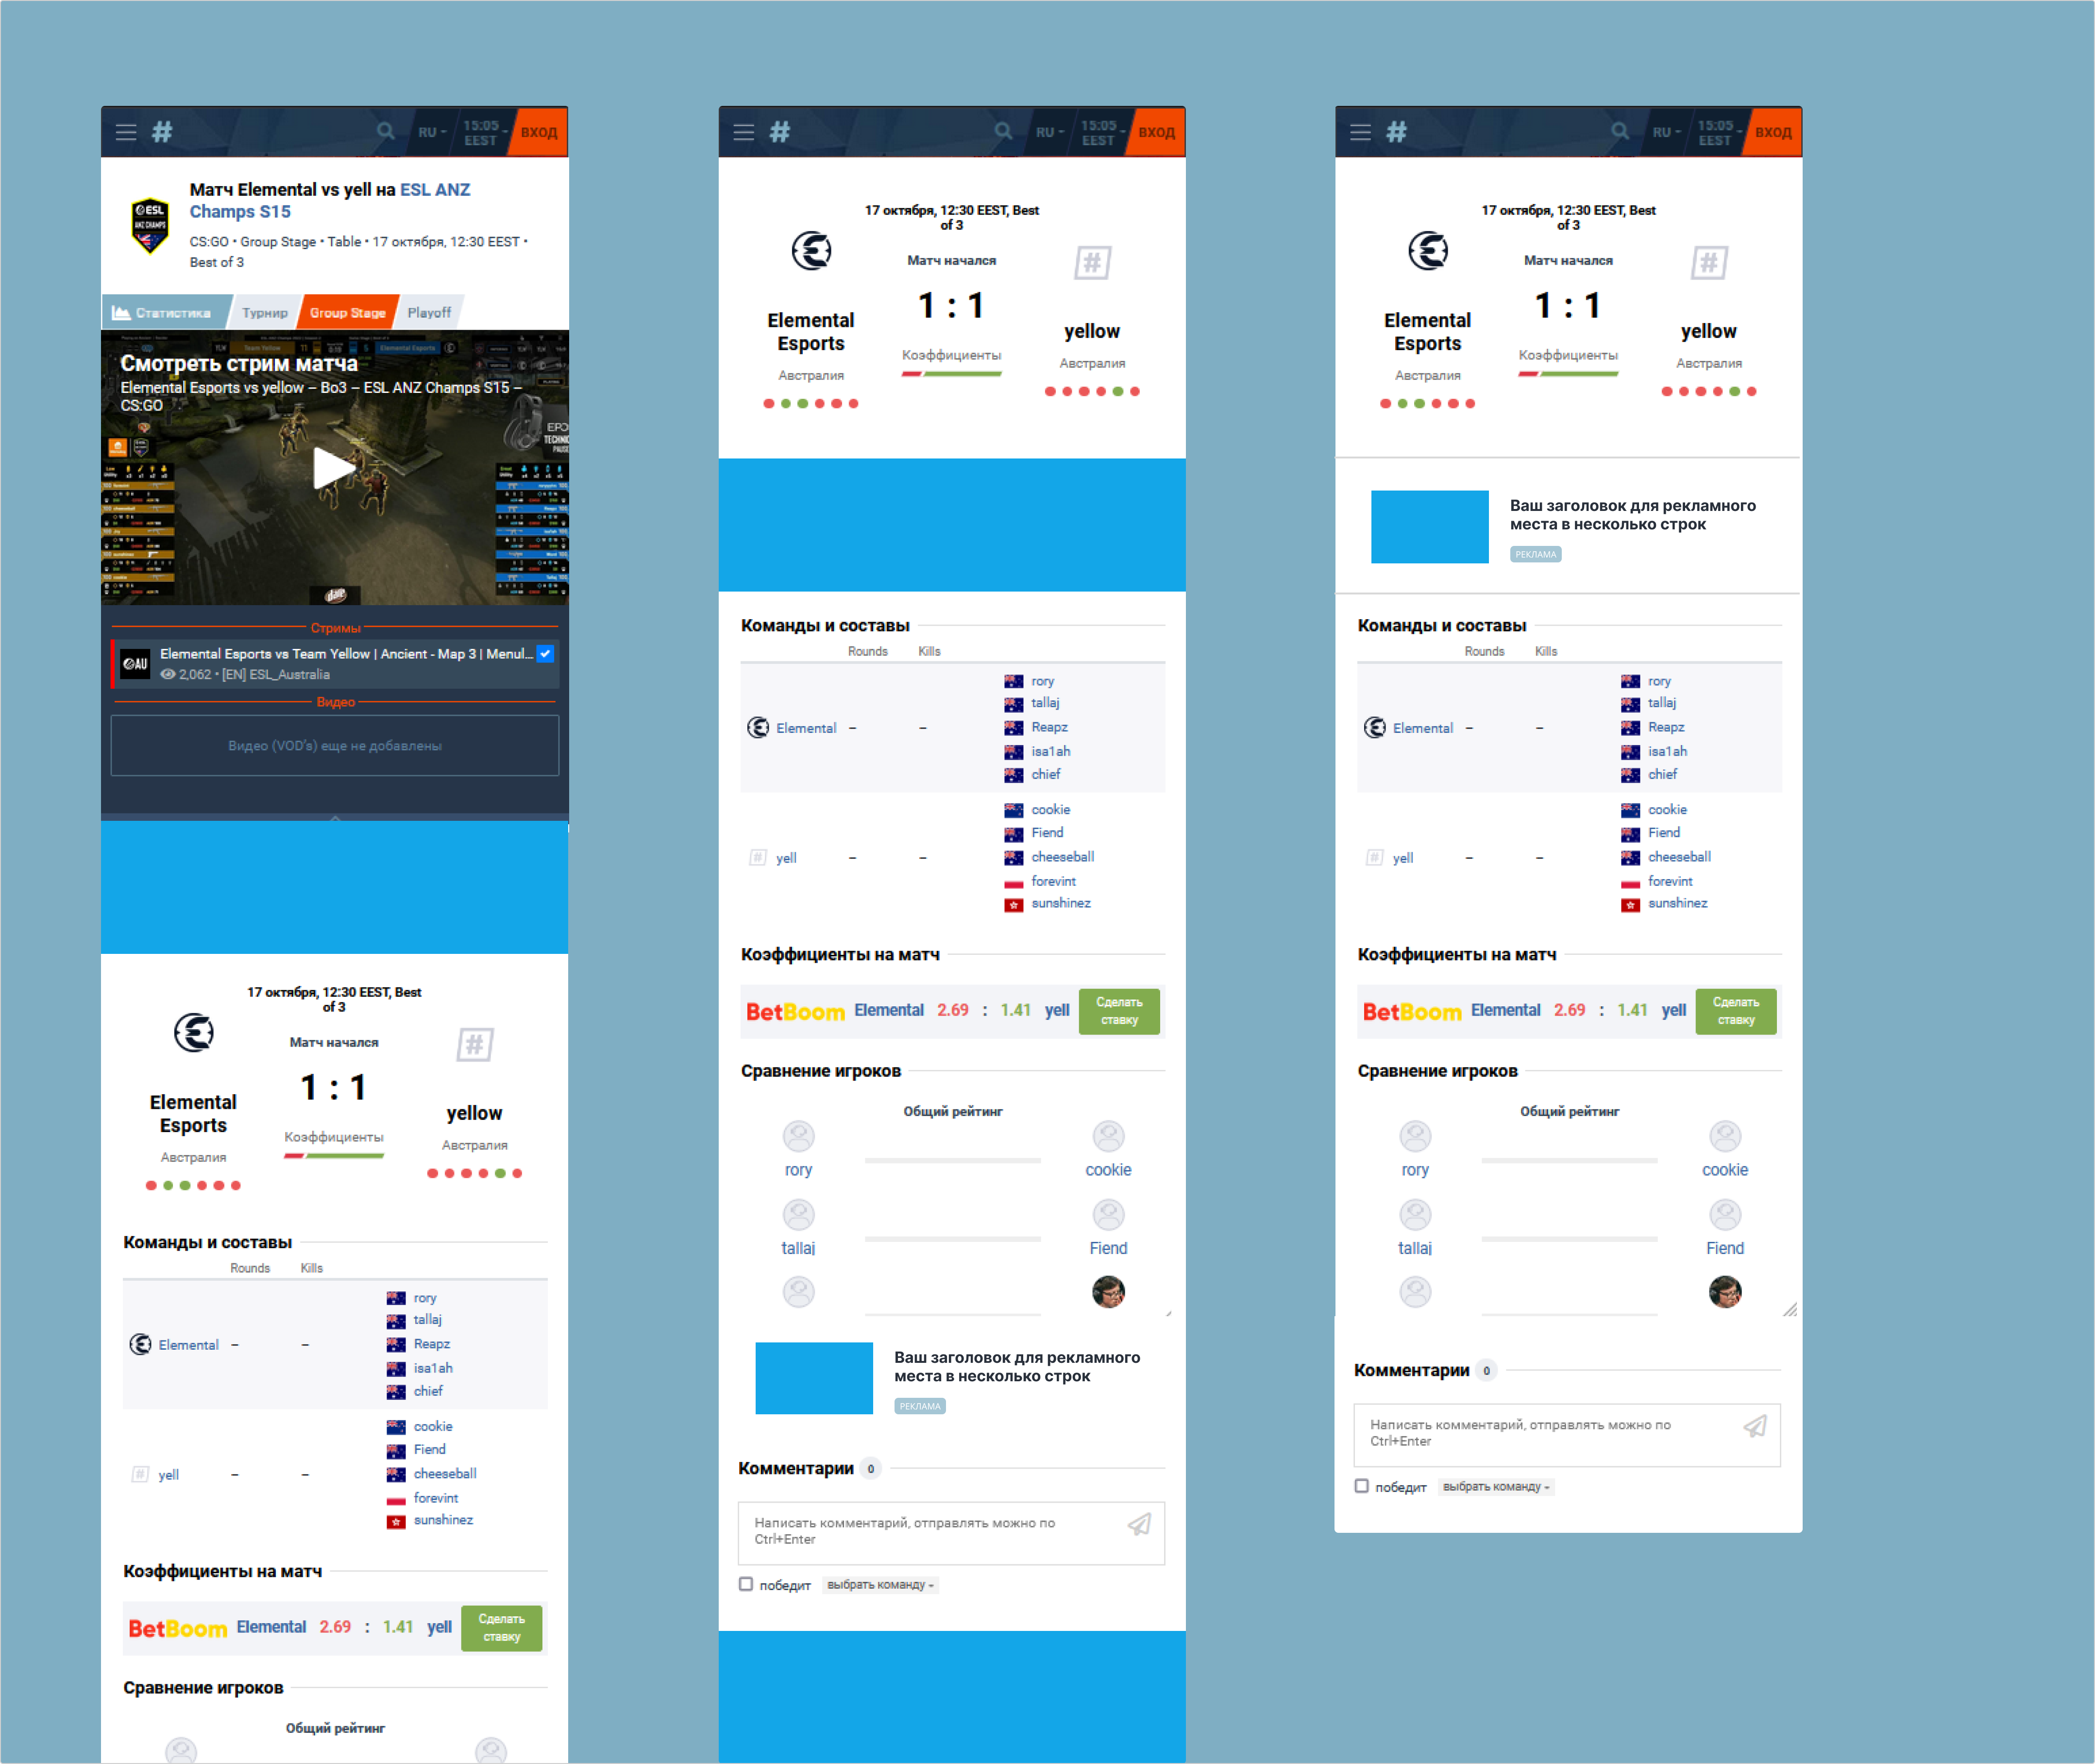 #
RU
15:05
EEST
ВХОД
Матч Elemental vs yell на ESL ANZ
Champs S15
CS:GO • Group Stage • Table • 17 октября, 12:30 EEST •
Best of 3
ESL
ANZ CHAMPS
Статистика
Турнир
Group Stage
Playoff
Смотреть стрим матча
Elemental Esports vs yellow – Bo3 – ESL ANZ Champs S15 –
CS:GO
Стримы
AU
Elemental Esports vs Team Yellow | Ancient - Map 3 | Menul...
2,062 • [EN] ESL_Australia
Видео
Видео (VOD's) еще не добавлены
17 октября, 12:30 EEST, Best
of 3
Матч начался
#
1 : 1
Elemental
Esports
yellow
Коэффициенты
Австралия
Австралия
Команды и составы
Rounds Kills
rory
tallaj
Elemental – –
Reapz
isa1ah
chief
cookie
Fiend
# yell – –
cheeseball
forevint
sunshinez
Коэффициенты на матч
BetBoom Elemental 2.69 : 1.41 yell
Сделать
ставку
Сравнение игроков
Общий рейтинг
#
RU
15:05
EEST
ВХОД
17 октября, 12:30 EEST, Best
of 3
Матч начался
#
1 : 1
Elemental
Esports
yellow
Коэффициенты
Австралия
Австралия
Команды и составы
Rounds Kills
rory
tallaj
Elemental – –
Reapz
isa1ah
chief
cookie
Fiend
# yell – –
cheeseball
forevint
sunshinez
Коэффициенты на матч
BetBoom Elemental 2.69 : 1.41 yell
Сделать
ставку
Сравнение игроков
Общий рейтинг
rory
cookie
tallaj
Fiend
Ваш заголовок для рекламного
места в несколько строк
РЕКЛАМА
Комментарии 0
Написать комментарий, отправлять можно по
Ctrl+Enter
победит выбрать команду
#
RU
15:05
EEST
ВХОД
17 октября, 12:30 EEST, Best
of 3
Матч начался
#
1 : 1
Elemental
Esports
yellow
Коэффициенты
Австралия
Австралия
Ваш заголовок для рекламного
места в несколько строк
РЕКЛАМА
Команды и составы
Rounds Kills
rory
tallaj
Elemental – –
Reapz
isa1ah
chief
cookie
Fiend
# yell – –
cheeseball
forevint
sunshinez
Коэффициенты на матч
BetBoom Elemental 2.69 : 1.41 yell
Сделать
ставку
Сравнение игроков
Общий рейтинг
rory
cookie
tallaj
Fiend
Комментарии 0
Написать комментарий, отправлять можно по
Ctrl+Enter
победит выбрать команду